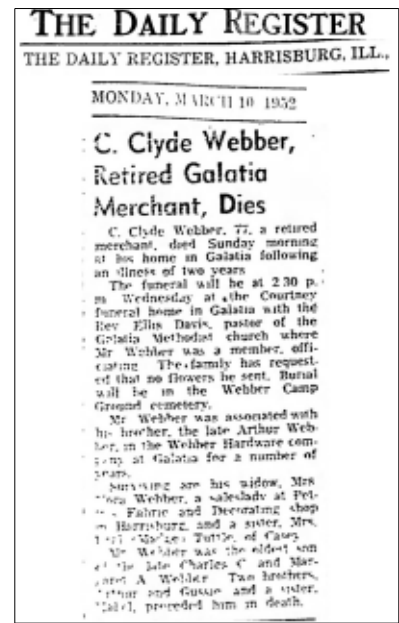 THE DAILY REGISTER
THE DAILY REGISTER, HARRISBURG, ILL.,
MONDAY, MARCH 10 1952
C. Clyde Webber,
Retired Galatia
Merchant, Dies
C. Clyde Webber, 77, a retired
merchant, died Sunday morning
at his home in Galatia following
an illness of two years
The funeral will be at 2:30 p.
m Wednesday at the Courtney
funeral home in Galatia with the
Rev Ellis Davis, pastor of the
Galatia Methodist church where
Mr Webber was a member, offi-
ciating The family has request-
ed that no flowers be sent. Burial
will be in the Webber Camp
Ground cemetery.
Mr Webber was associated with
his brother, the late Arthur Web-
ber, in the Webber Hardware com-
pany at Galatia for a number of
years.
Surviving are his widow, Mrs
Webber, a saleslady at
Fabric and Decorating shop
in Harrisburg, and a sister, Mrs.
Tuttle, of Casey
Mr Webber was the oldest son
of the late Charles C and Mar-
garet A Webber Two brothers,
Arthur and Gussie and a sister,
preceded him in death.